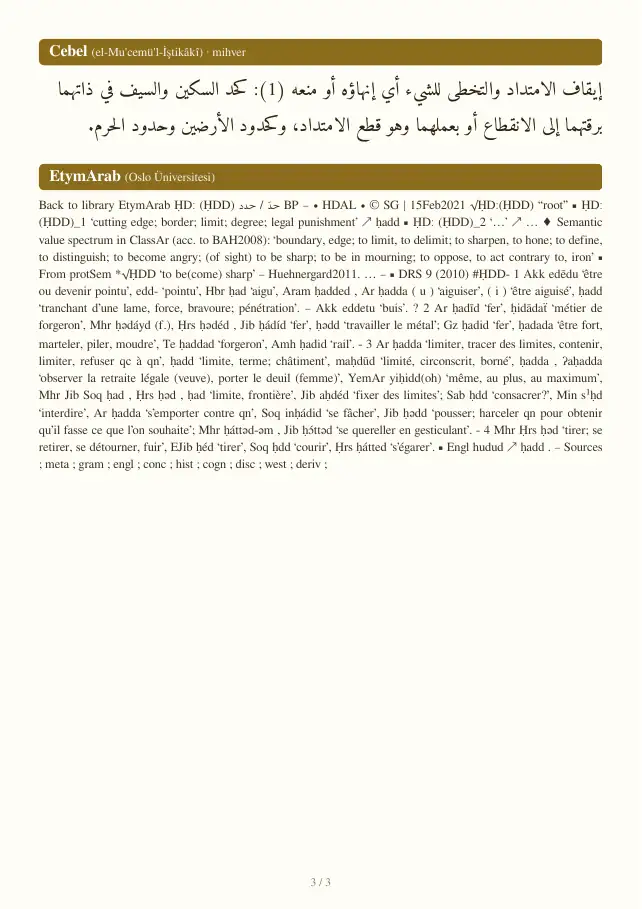 Cebel (el-Mu'cemü'l-İştikâkî) · mihver
إيقاف الامتداد والتخطى للشيء أي إنهاؤه أو منعه (1): كحد السكين والسيف في ذاتهما
برقتهما إلى الانقطاع أو بعملهما وهو قطع الامتداد، وكحدود الأرضين وحدود الحرم.
EtymArab (Oslo Üniversitesi)
Back to library EtymArab ḤD: (ḤDD) حدّ / حدد BP – • HDAL • © SG | 15Feb2021 √ḤD:(ḤDD) “root” ▪ ḤD:
(ḤDD)_1 ‘cutting edge; border; limit; degree; legal punishment’ ↗ ḥadd ▪ ḤD: (ḤDD)_2 ‘…’ ↗ … ♦ Semantic
value spectrum in ClassAr (acc. to BAH2008): ‘boundary, edge; to limit, to delimit; to sharpen, to hone; to define,
to distinguish; to become angry; (of sight) to be sharp; to be in mourning; to oppose, to act contrary to, iron’ ▪
From protSem *√ḤDD ‘to be(come) sharp’ – Huehnergard2011. … – ▪ DRS 9 (2010) #ḤDD- 1 Akk edēdu ‘être
ou devenir pointu’, edd- ‘pointu’, Hbr ḥad ‘aigu’, Aram ḥadded , Ar ḥadda ( u ) ‘aiguiser’, ( i ) ‘être aiguisé’, ḥadd
‘tranchant d’une lame, force, bravoure; pénétration’. – Akk eddetu ‘buis’. ? 2 Ar ḥadīd ‘fer’, ḥidādaẗ ‘métier de
forgeron’, Mhr ḥədáyd (f.), Ḥrs ḥədéd , Jib ḥádíd ‘fer’, ḥədd ‘travailler le métal’; Gz ḥadid ‘fer’, ḥadada ‘être fort,
marteler, piler, moudre’, Te ḥaddad ‘forgeron’, Amh ḥadid ‘rail’. - 3 Ar ḥadda ‘limiter, tracer des limites, contenir,
limiter, refuser qc à qn’, ḥadd ‘limite, terme; châtiment’, maḥdūd ‘limité, circonscrit, borné’, ḥadda , ʔaḥadda
‘observer la retraite légale (veuve), porter le deuil (femme)’, YemAr yiḥidd(oh) ‘même, au plus, au maximum’,
Mhr Jib Soq ḥad , Ḥrs ḥəd , ḥad ‘limite, frontière’, Jib aḥdéd ‘fixer des limites’; Sab ḥdd ‘consacrer?’, Min s³ḥd
‘interdire’, Ar ḥadda ‘s’emporter contre qn’, Soq inḥádid ‘se fâcher’, Jib ḥədd ‘pousser; harceler qn pour obtenir
qu’il fasse ce que l’on souhaite’; Mhr ḥáttəd-əm , Jib ḥóttəd ‘se quereller en gesticulant’. - 4 Mhr Ḥrs ḥəd ‘tirer; se
retirer, se détourner, fuir’, EJib ḥéd ‘tirer’, Soq ḥdd ‘courir’, Ḥrs ḥátted ‘s’égarer’. ▪ Engl hudud ↗ ḥadd . – Sources
; meta ; gram ; engl ; conc ; hist ; cogn ; disc ; west ; deriv ;
3 / 3